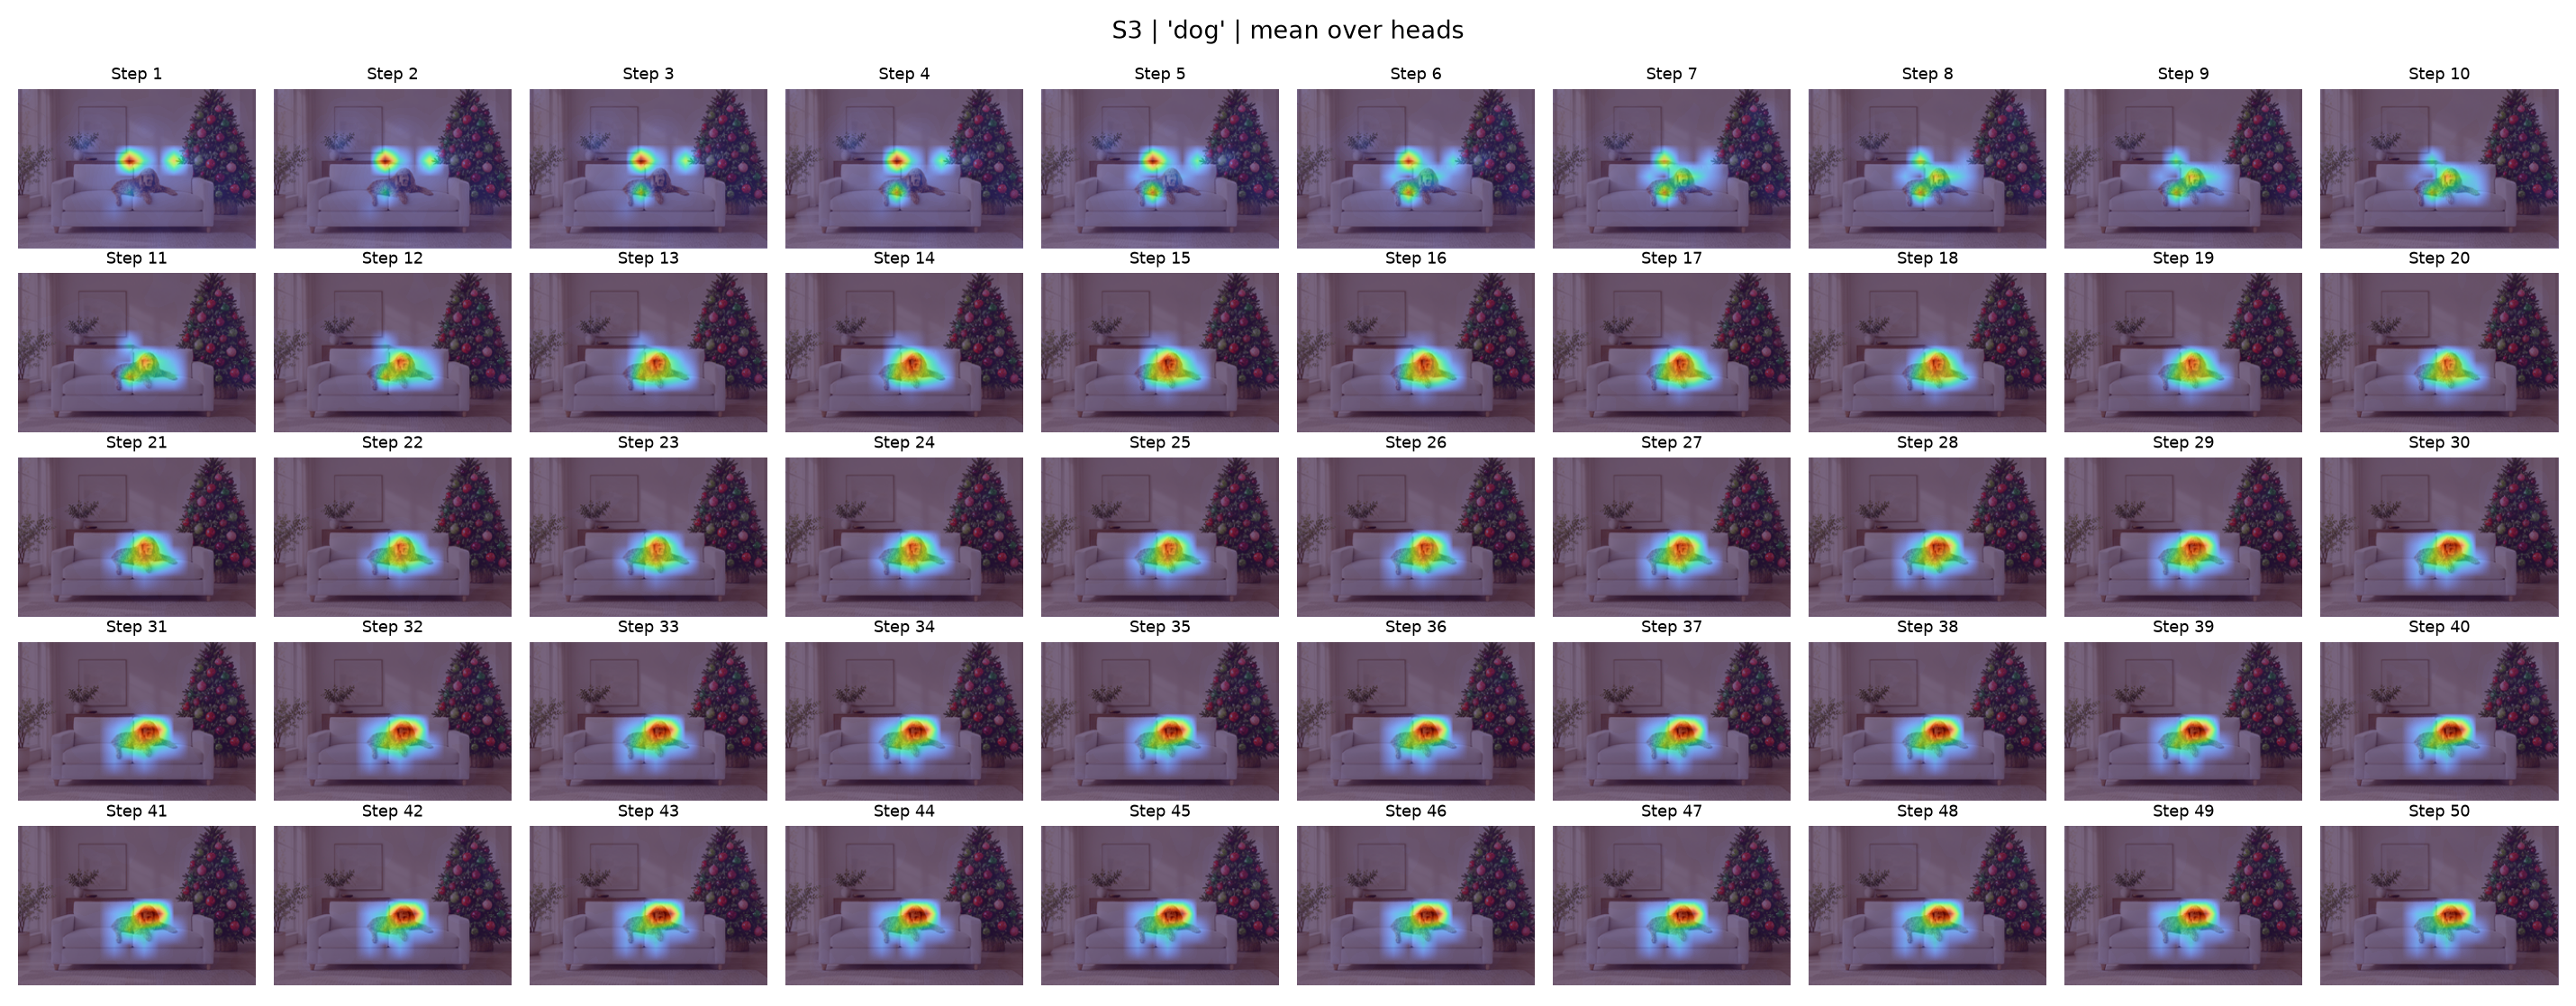 S3 | 'dog' | mean over heads
Step 1 Step 2 Step 3 Step 4 Step 5 Step 6 Step 7 Step 8 Step 9 Step 10
Step 11 Step 12 Step 13 Step 14 Step 15 Step 16 Step 17 Step 18 Step 19 Step 20
Step 21 Step 22 Step 23 Step 24 Step 25 Step 26 Step 27 Step 28 Step 29 Step 30
Step 31 Step 32 Step 33 Step 34 Step 35 Step 36 Step 37 Step 38 Step 39 Step 40
Step 41 Step 42 Step 43 Step 44 Step 45 Step 46 Step 47 Step 48 Step 49 Step 50